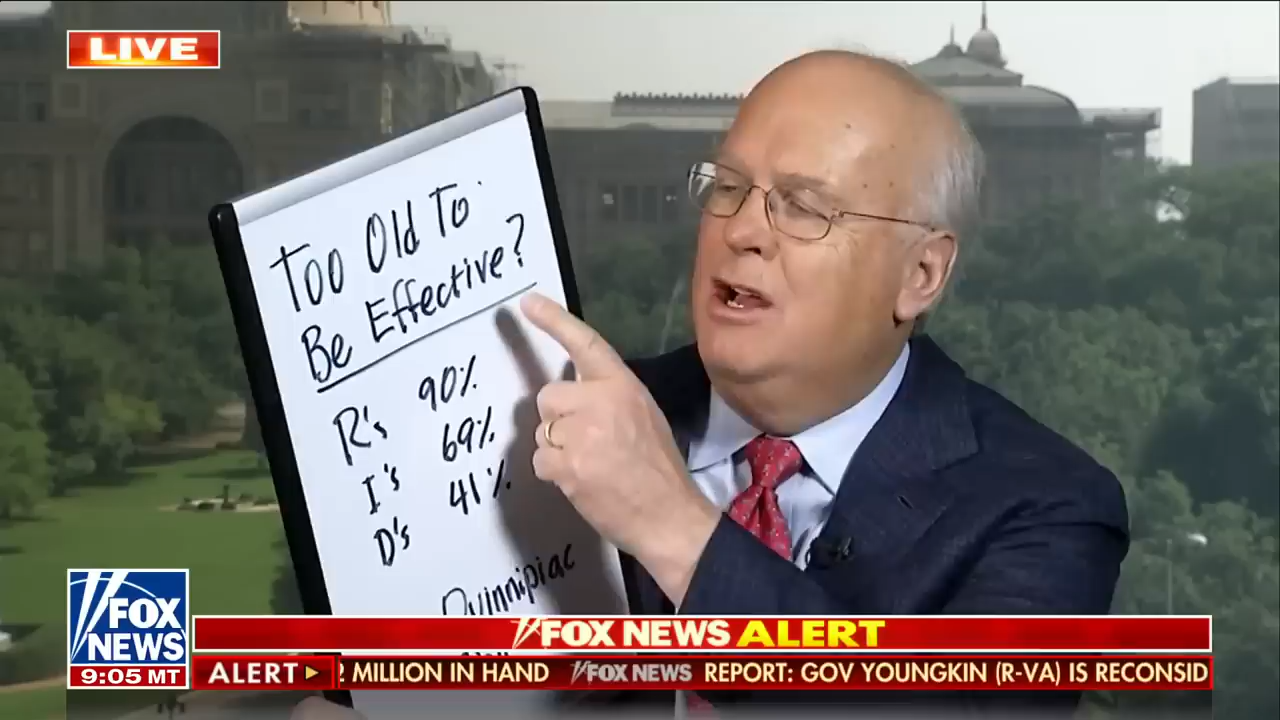 LIVE
Too Old To
Be Effective?
R's 90%
I's 69%
D's 41%
Quinnipiac
FOX NEWS ALERT
FOX
NEWS
9:05 MT
ALERT
2 MILLION IN HAND FOX NEWS REPORT: GOV YOUNGKIN (R-VA) IS RECONSID